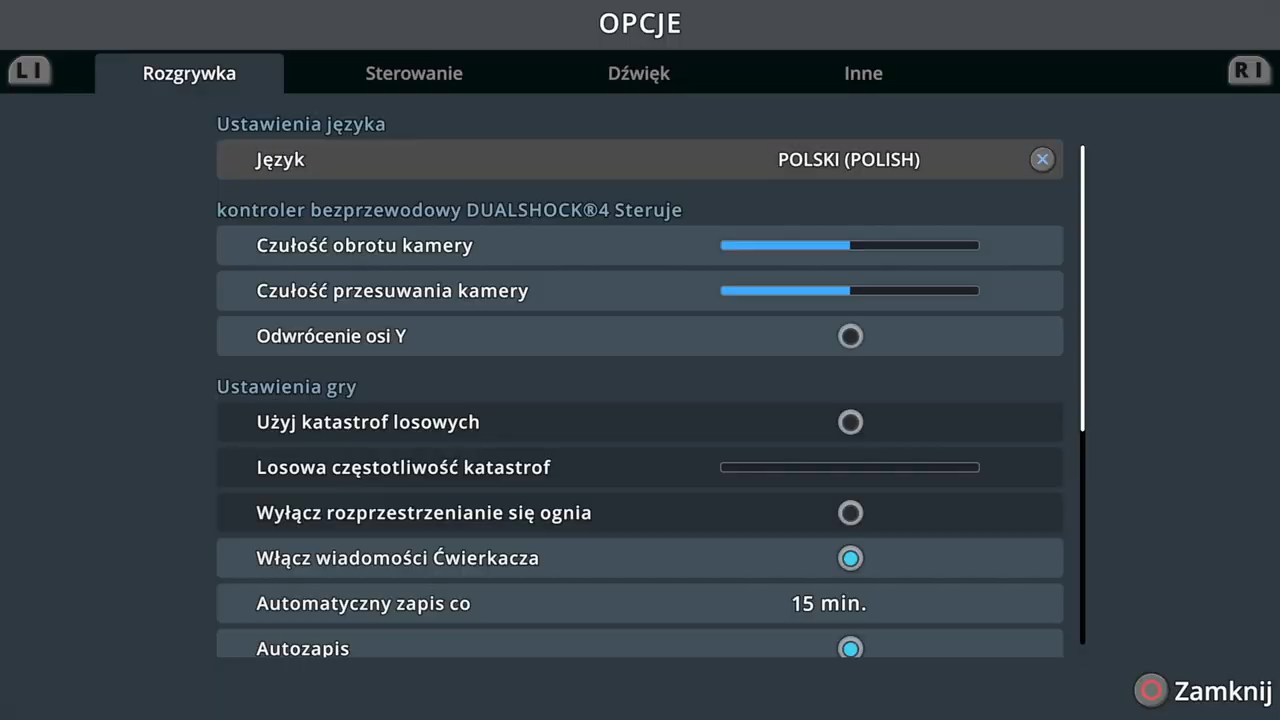 OPCJE
L1 Rozgrywka Sterowanie Dźwięk Inne R1
Ustawienia języka
Język POLSKI (POLISH)
kontroler bezprzewodowy DUALSHOCK®4 Steruje
Czułość obrotu kamery
Czułość przesuwania kamery
Odwrócenie osi Y
Ustawienia gry
Użyj katastrof losowych
Losowa częstotliwość katastrof
Wyłącz rozprzestrzenianie się ognia
Włącz wiadomości Ćwierkacza
Automatyczny zapis co 15 min.
Autozapis
Zamknij